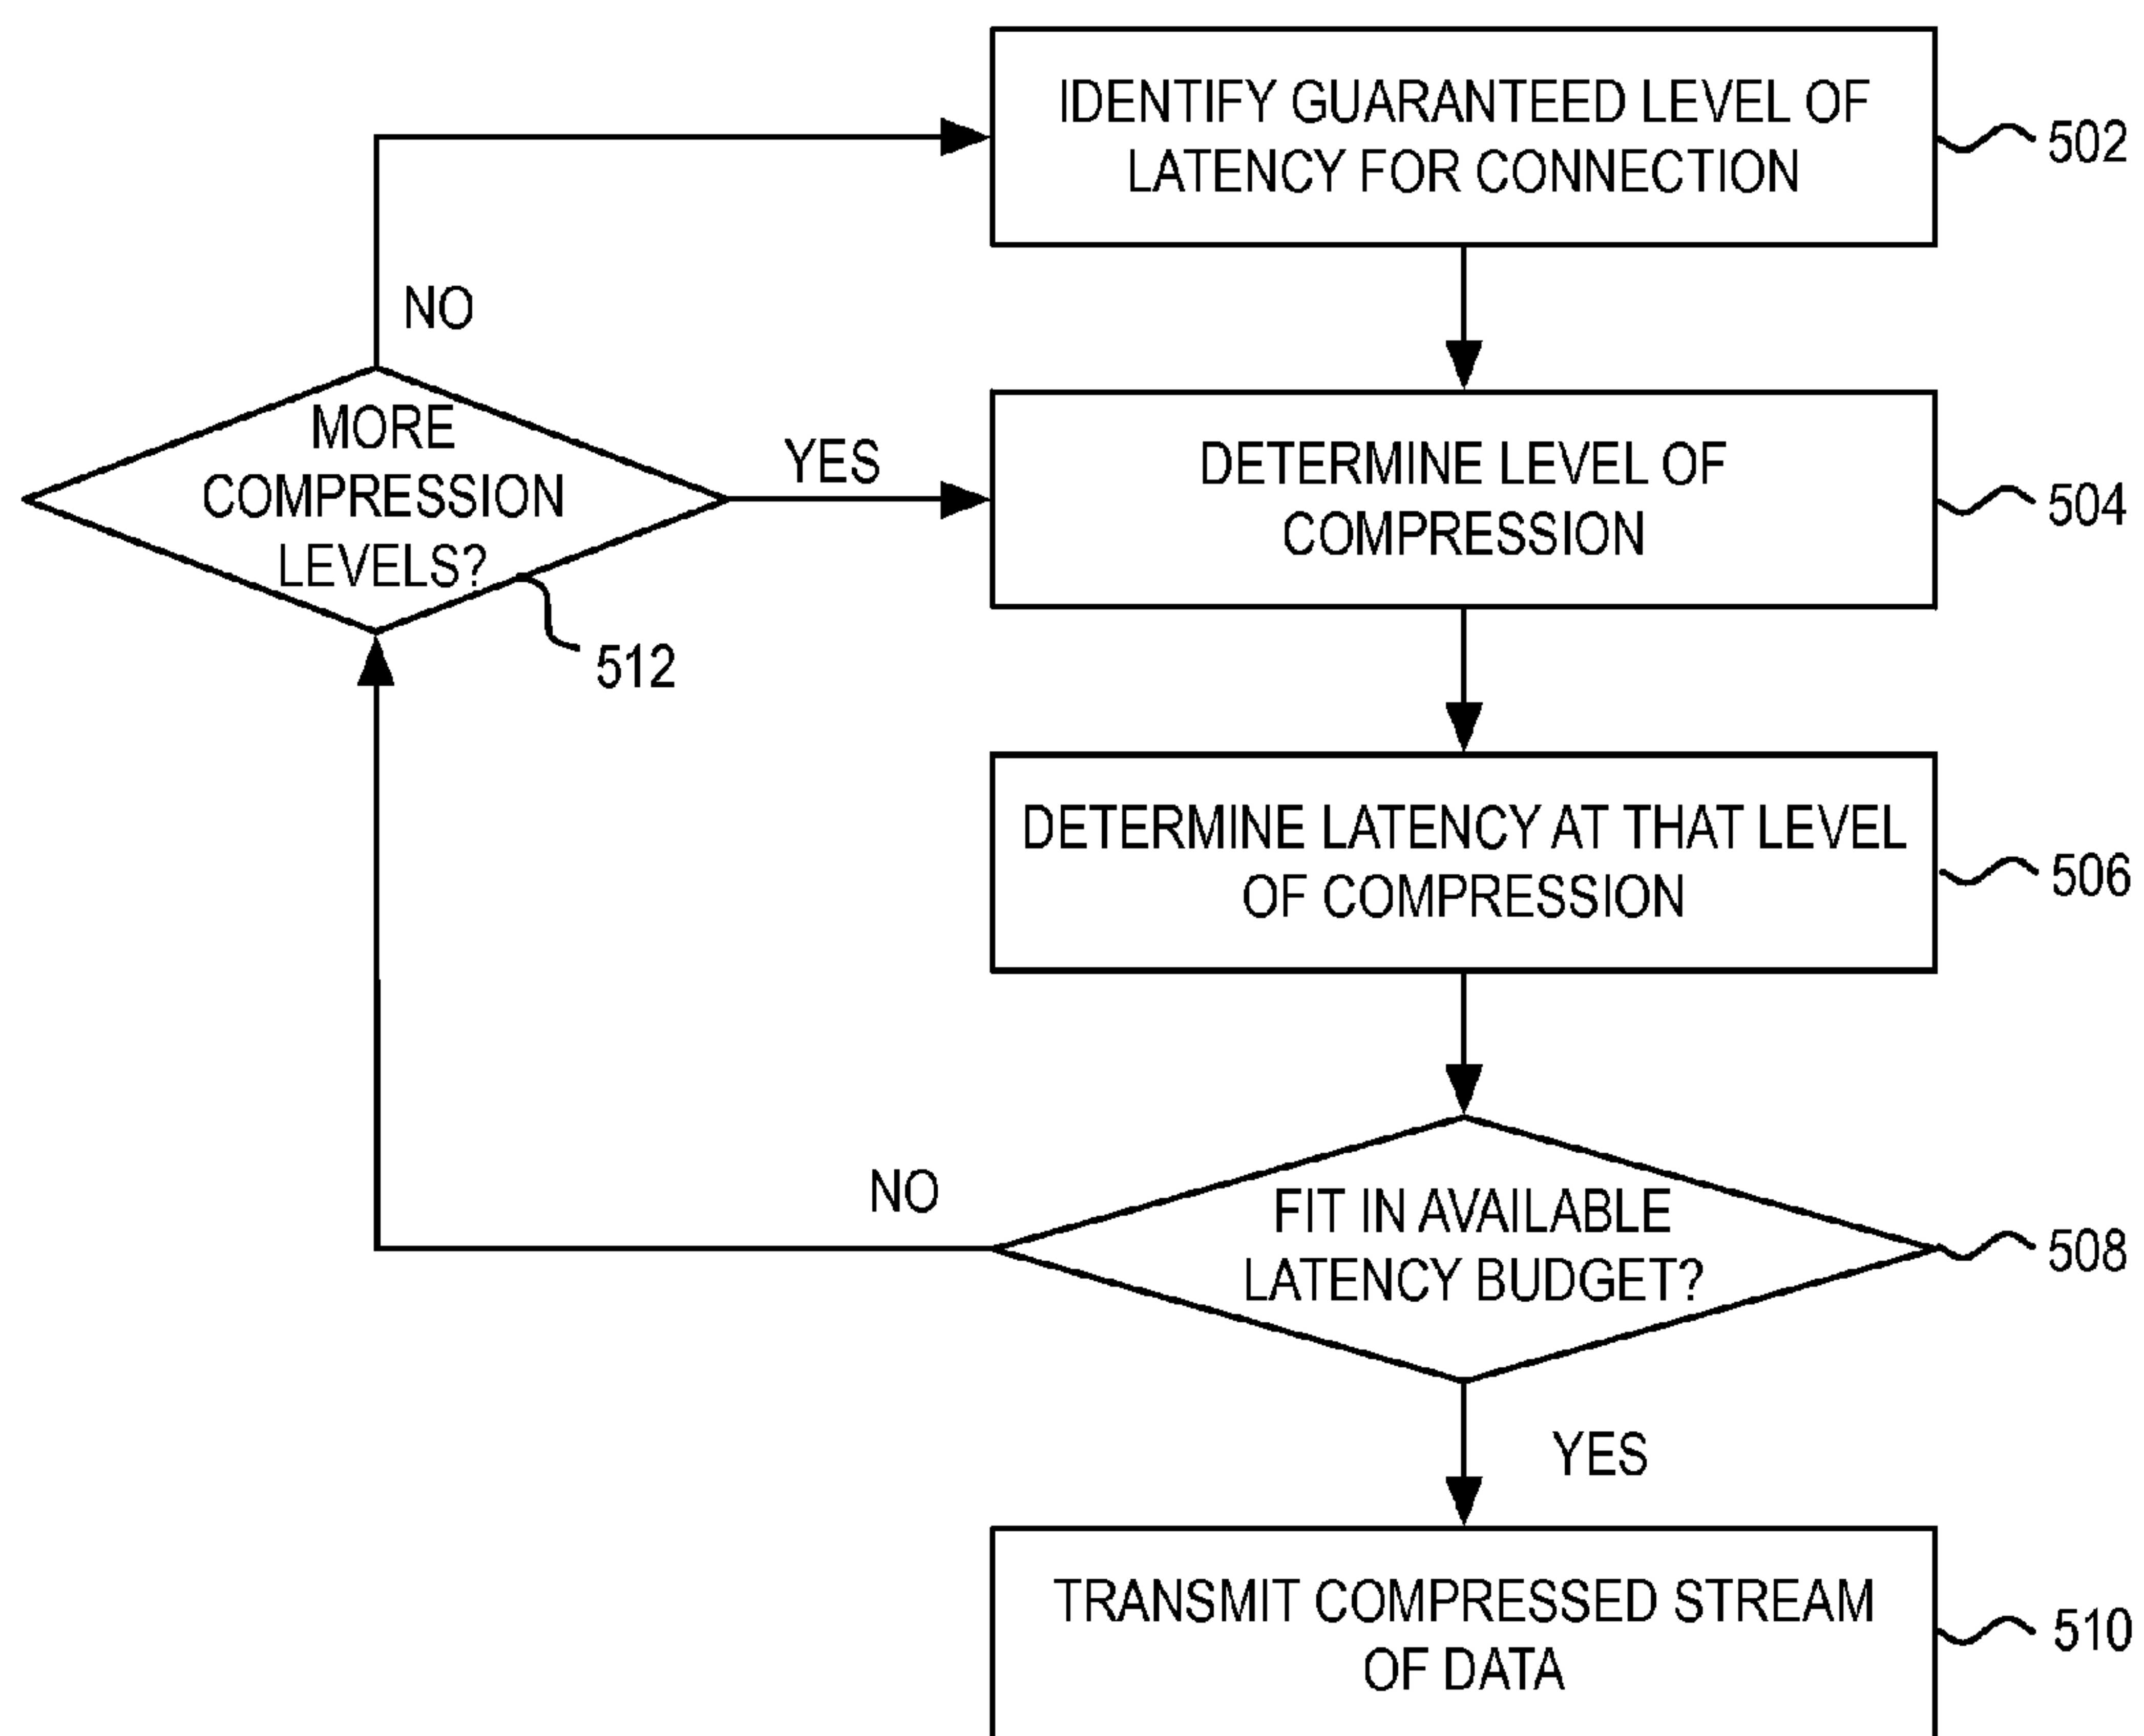 IDENTIFY GUARANTEED LEVEL OF
LATENCY FOR CONNECTION
502
NO
MORE
COMPRESSION
LEVELS?
512
YES
DETERMINE LEVEL OF
COMPRESSION
504
DETERMINE LATENCY AT THAT LEVEL
OF COMPRESSION
506
NO
FIT IN AVAILABLE
LATENCY BUDGET?
508
YES
TRANSMIT COMPRESSED STREAM
OF DATA
510